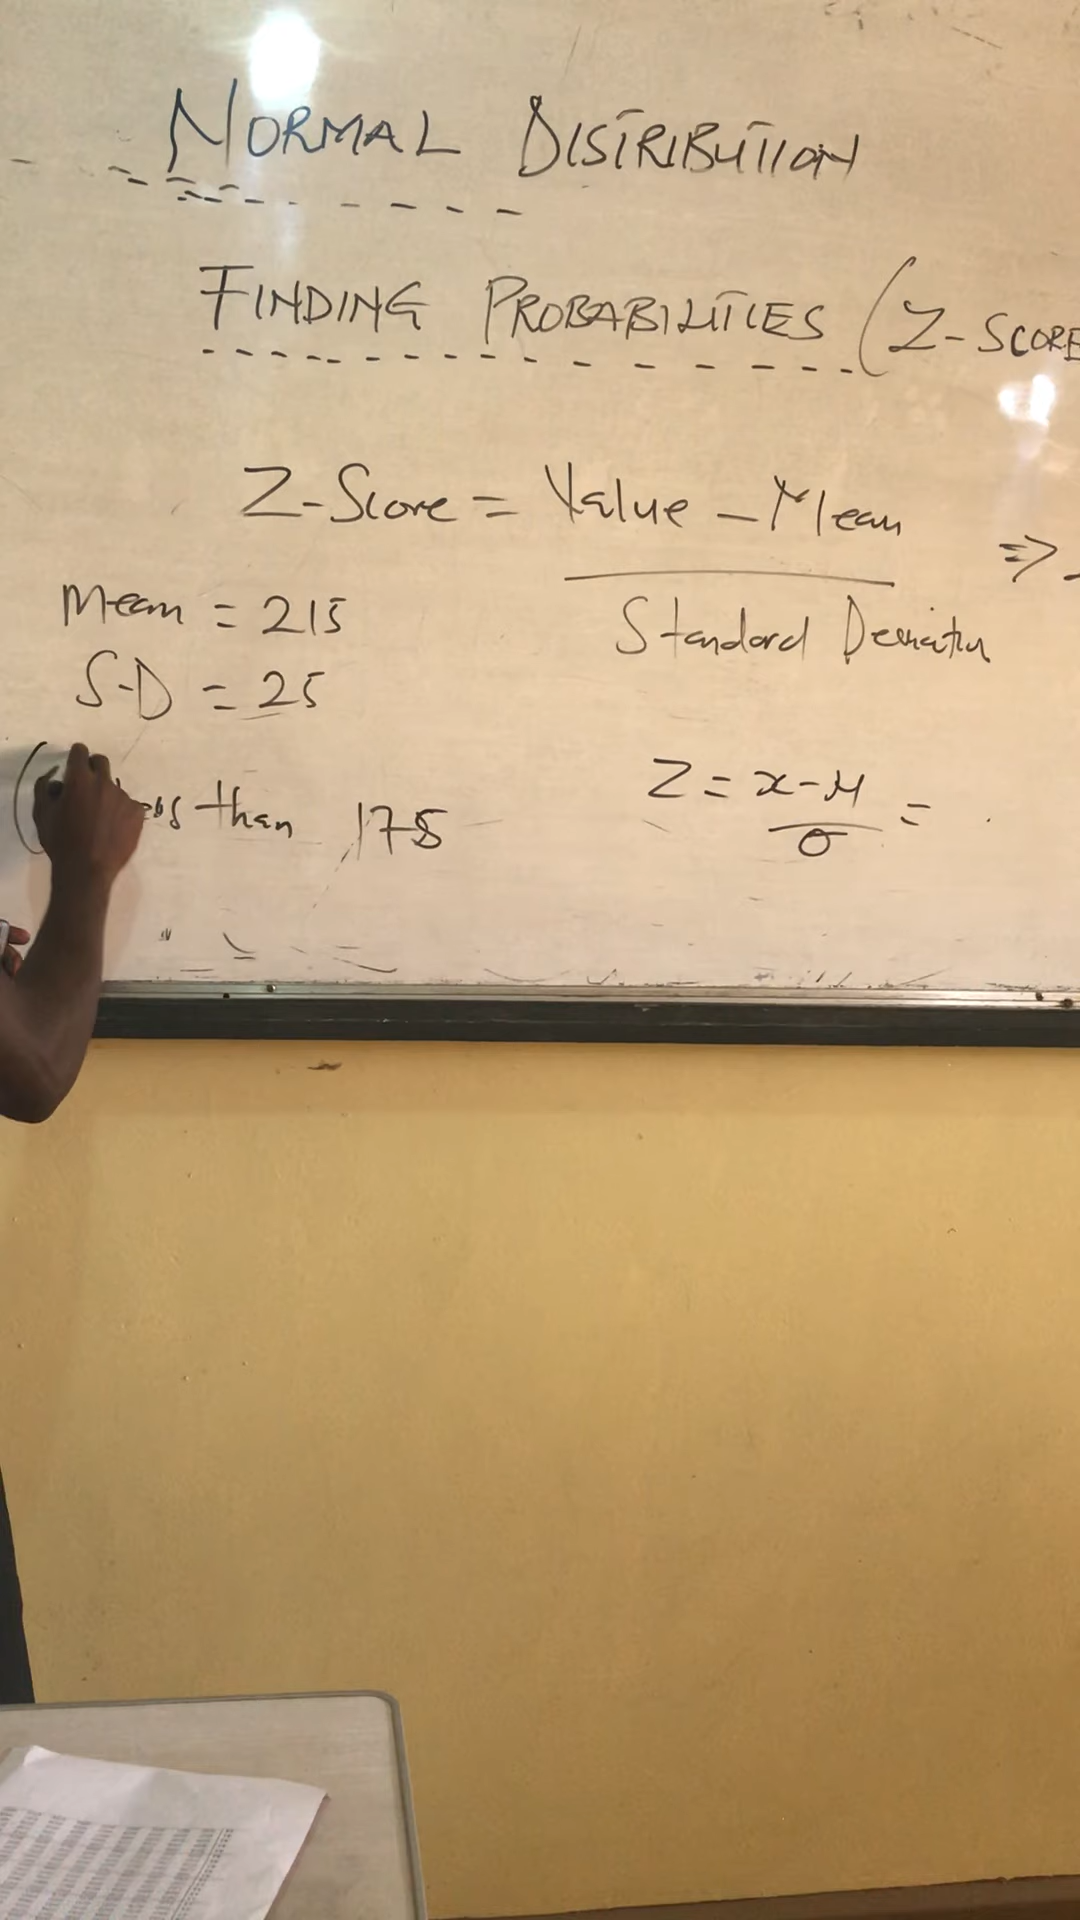 NORMAL DISTRIBUTION
FINDING PROBABILITIES (Z-SCORE
Z-Score = Value - Mean
Standard Deviation
=>
Mean = 215
S.D = 25
Z = x-μ
σ
=
( less than 175